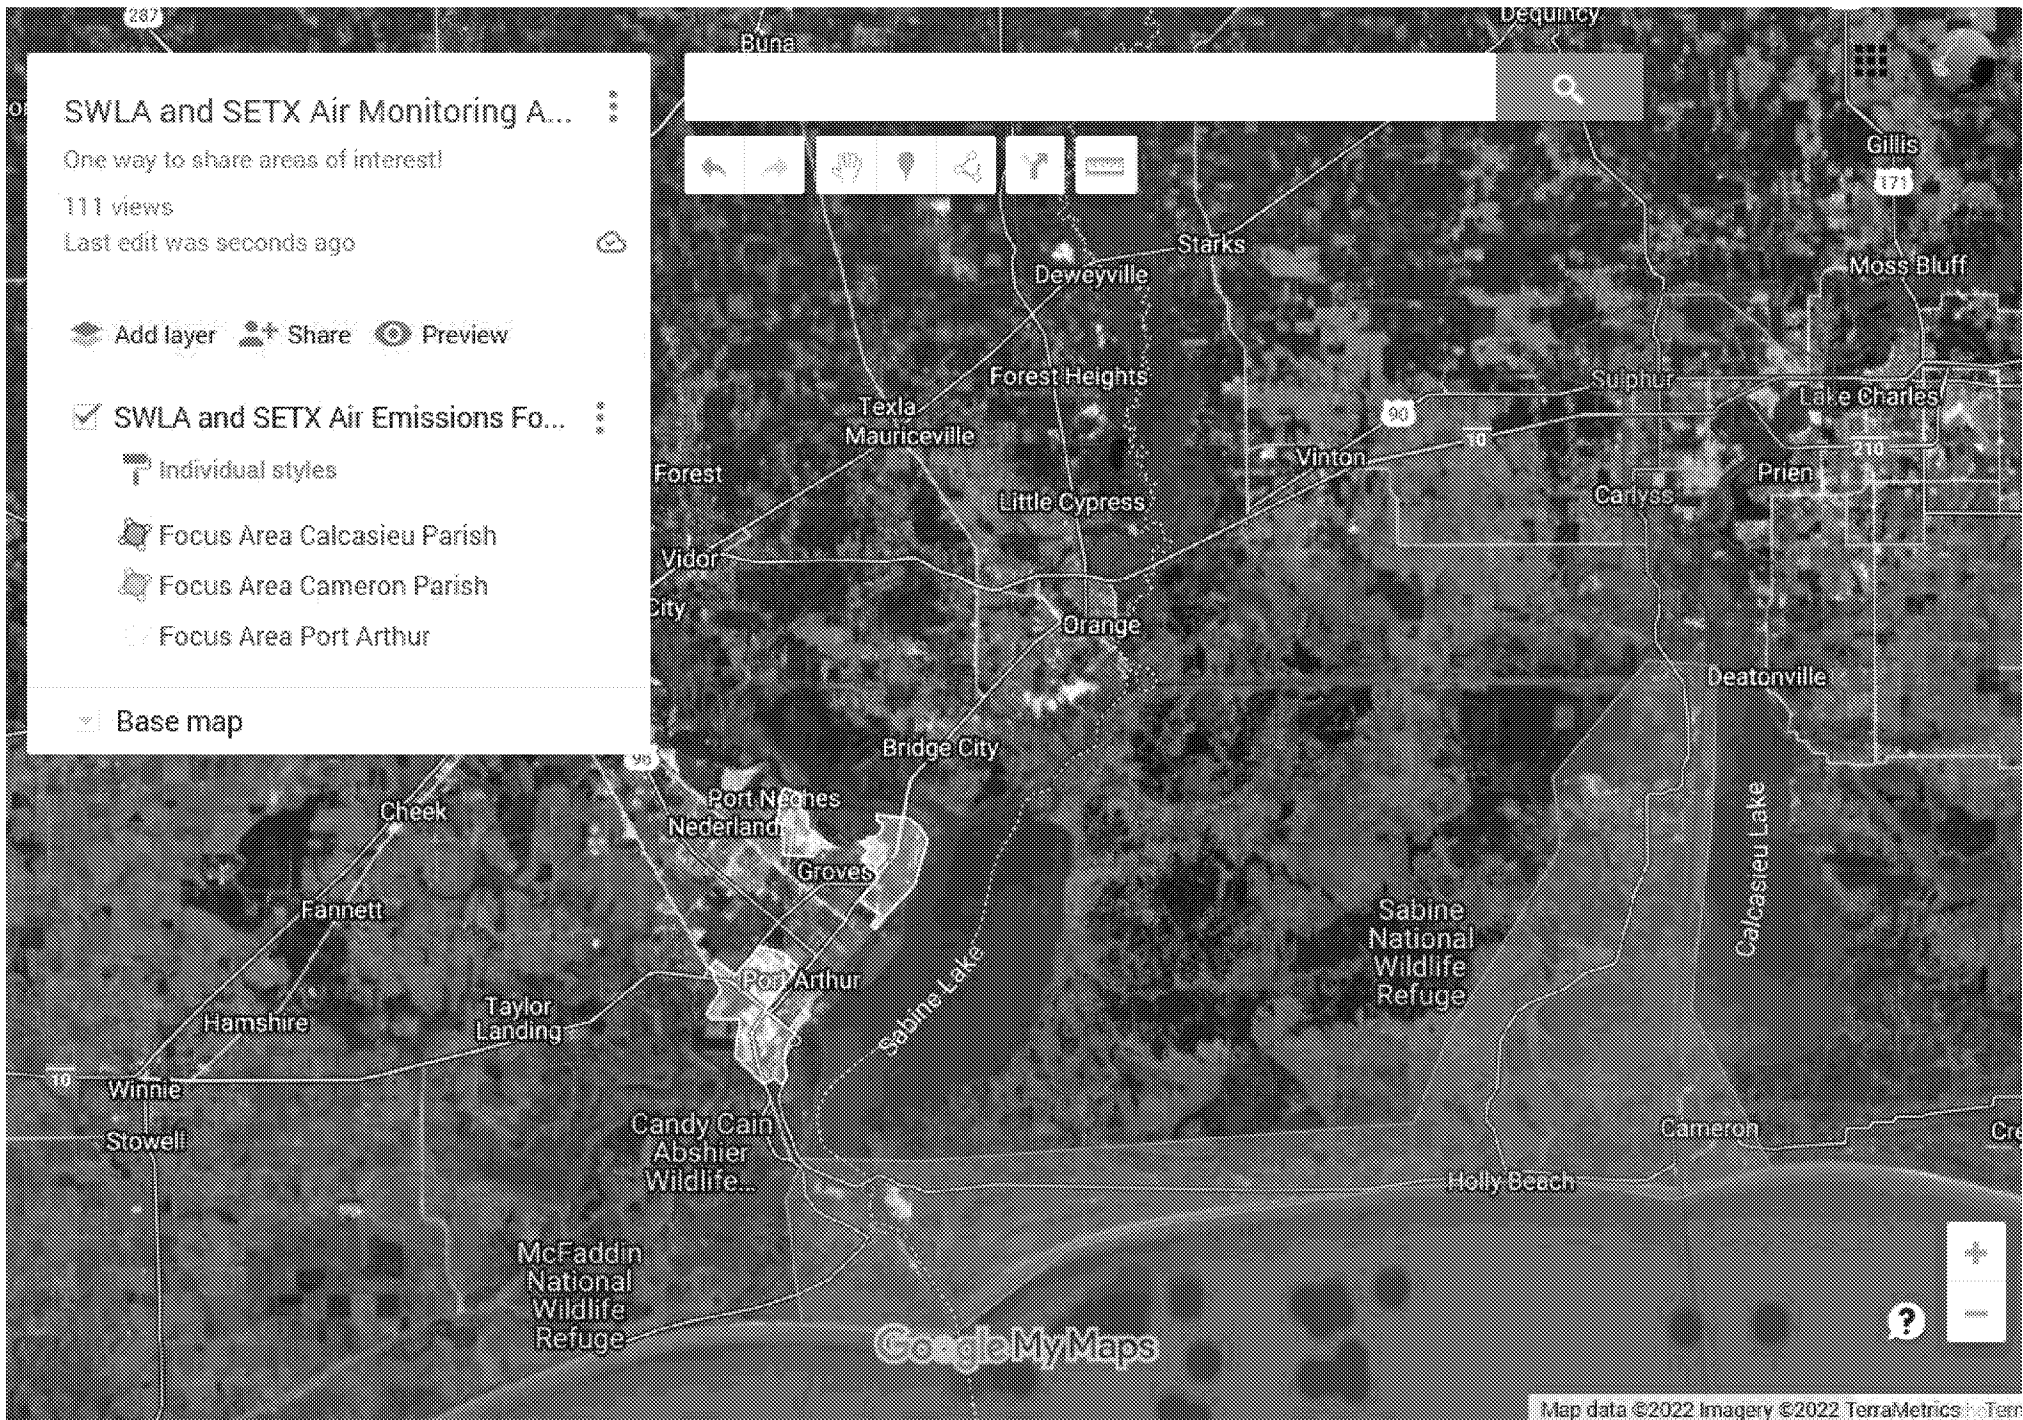 287
Dequincy
Buna
SWLA and SETX Air Monitoring A...
One way to share areas of interest!
111 views
Last edit was seconds ago
Add layer
Share
Preview
SWLA and SETX Air Emissions Fo...
Individual styles
Focus Area Calcasieu Parish
Focus Area Cameron Parish
Focus Area Port Arthur
Base map
Gillis
171
Starks
Deweyville
Moss Bluff
Forest Heights
Sulphur
Texla
Lake Charles
90
Mauriceville
10
210
Vinton
Forest
Prien
Carlyss
Little Cypress
Vidor
City
Orange
Deatonville
Bridge City
96
Port Neches
Cheek
Nederland
Calcasieu Lake
Groves
Fannett
Sabine
National
Wildlife
Refuge
Port Arthur
Sabine Lake
Taylor
Landing
Hamshire
10
Winnie
Candy Cain
Abshier
Wildlife...
Cameron
Stowell
Cre
Holly Beach
McFaddin
National
Wildlife
Refuge
+
−
?
Google My Maps
Map data ©2022 Imagery ©2022 TerraMetrics
Terr